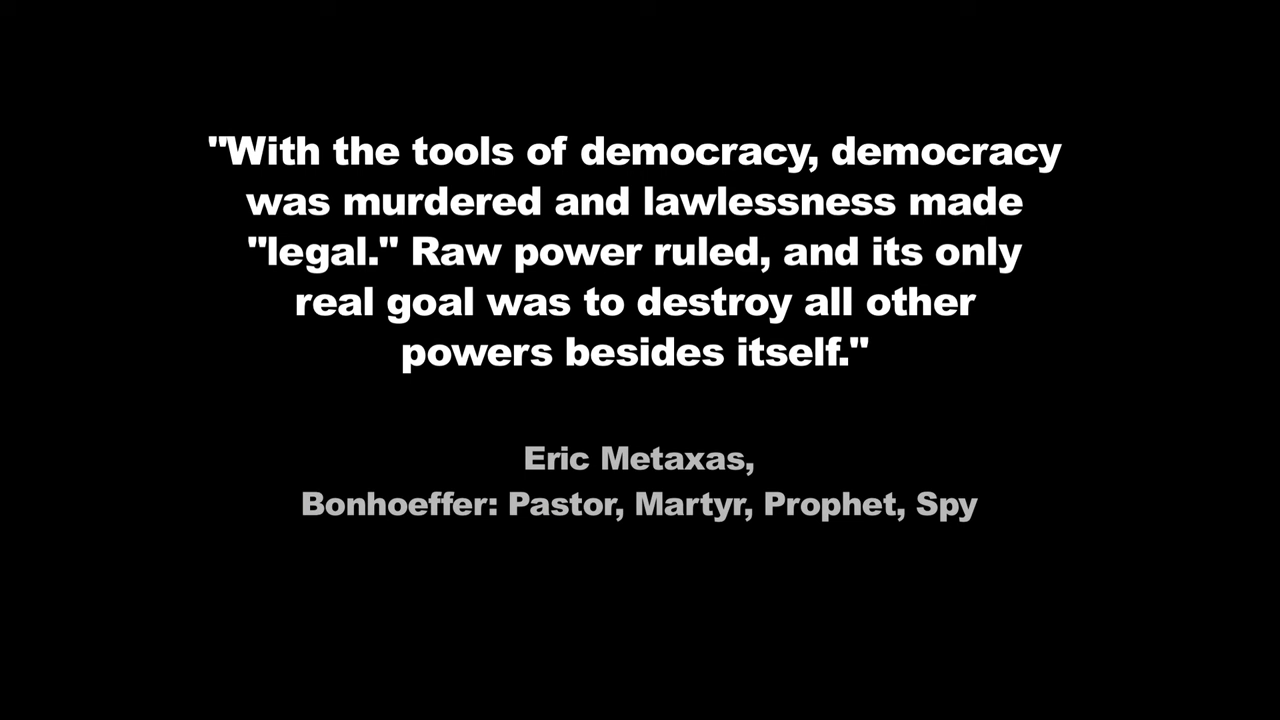 "With the tools of democracy, democracy
was murdered and lawlessness made
"legal." Raw power ruled, and its only
real goal was to destroy all other
powers besides itself."
Eric Metaxas,
Bonhoeffer: Pastor, Martyr, Prophet, Spy